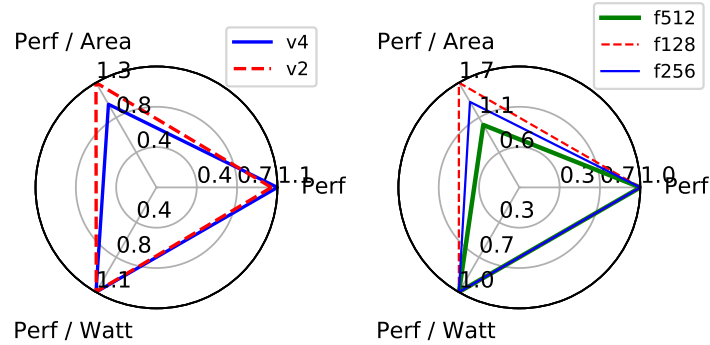 Perf / Area
v4
v2
1.3
0.8
0.4
0.4
0.7
1.1
Perf
0.4
0.8
1.1
Perf / Watt
f512
f128
f256
Perf / Area
1.7
1.1
0.6
0.3
0.7
1.0
Perf
0.3
0.7
1.0
Perf / Watt